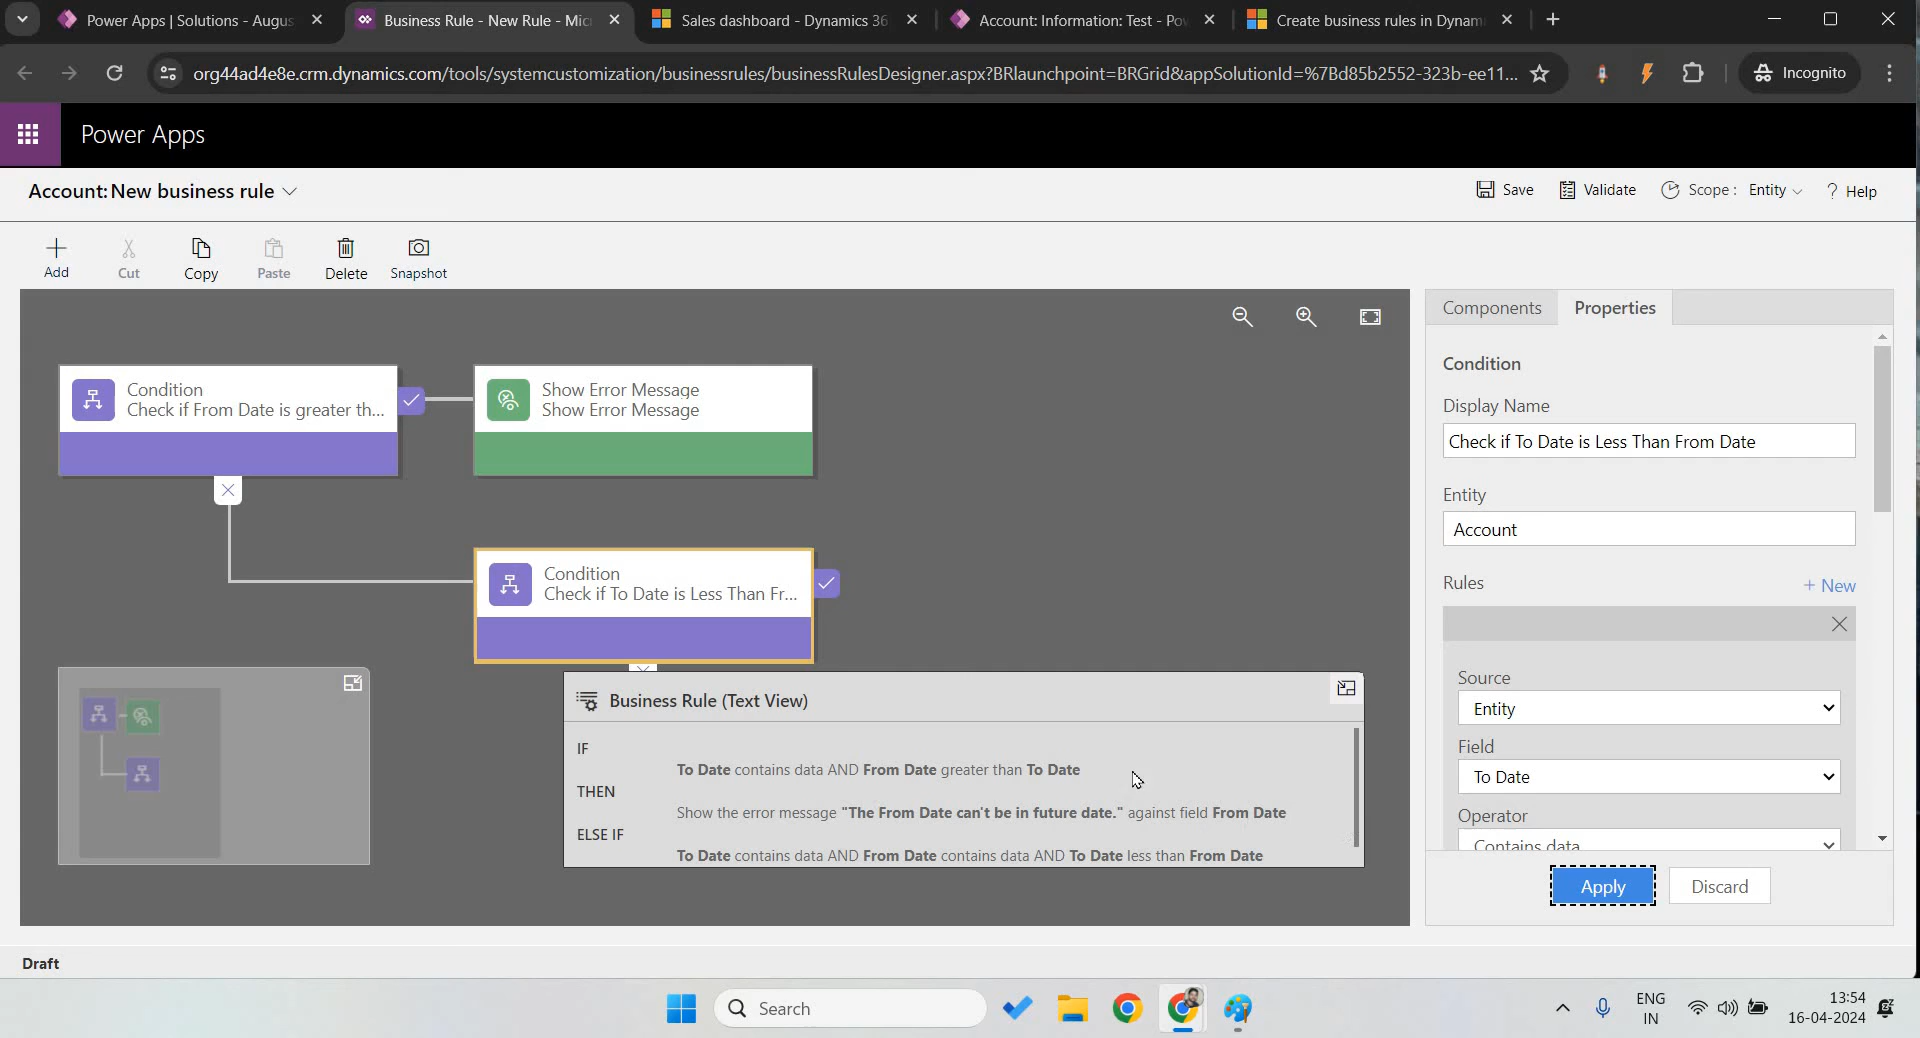 Power Apps | Solutions - Augus
Business Rule - New Rule - Mic
Sales dashboard - Dynamics 36
Account: Information: Test - Po
Create business rules in Dynam
org44ad4e8e.crm.dynamics.com/tools/systemcustomization/businessrules/businessRulesDesigner.aspx?BRlaunchpoint=BRGrid&appSolutionId=%7Bd85b2552-323b-ee11...
Incognito
Power Apps
Account: New business rule
Save
Validate
Scope :
Entity
? Help
Add
Cut
Copy
Paste
Delete
Snapshot
Components
Properties
Condition
Check if From Date is greater th...
Show Error Message
Show Error Message
Condition
Check if To Date is Less Than Fr...
Business Rule (Text View)
IF
To Date contains data AND From Date greater than To Date
THEN
Show the error message "The From Date can't be in future date." against field From Date
ELSE IF
To Date contains data AND From Date contains data AND To Date less than From Date
Condition
Display Name
Check if To Date is Less Than From Date
Entity
Account
Rules
+ New
Source
Entity
Field
To Date
Operator
Contains data
Apply
Discard
Draft
Search
ENG
IN
13:54
16-04-2024